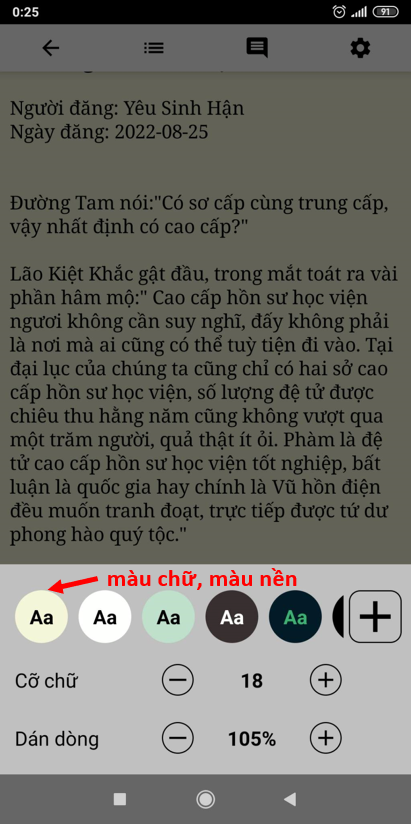 0:25
91
Người đăng: Yêu Sinh Hận
Ngày đăng: 2022-08-25
Đường Tam nói:"Có sơ cấp cùng trung cấp,
vậy nhất định có cao cấp?"
Lão Kiệt Khắc gật đầu, trong mắt toát ra vài
phần hâm mộ:" Cao cấp hồn sư học viện
ngươi không cần suy nghĩ, đấy không phải
là nơi mà ai cũng có thể tuỳ tiện đi vào. Tại
đại lục của chúng ta cũng chỉ có hai sở cao
cấp hồn sư học viện, số lượng đệ tử được
chiêu thu hằng năm cũng không vượt qua
một trăm người, quả thật ít ỏi. Phàm là đệ
tử cao cấp hồn sư học viện tốt nghiệp, bất
luận là quốc gia hay chính là Vũ hồn điện
đều muốn tranh đoạt, trực tiếp được tứ dư
phong hào quý tộc."
màu chữ, màu nền
Aa Aa Aa Aa Aa
Cỡ chữ 18
Dán dòng 105%